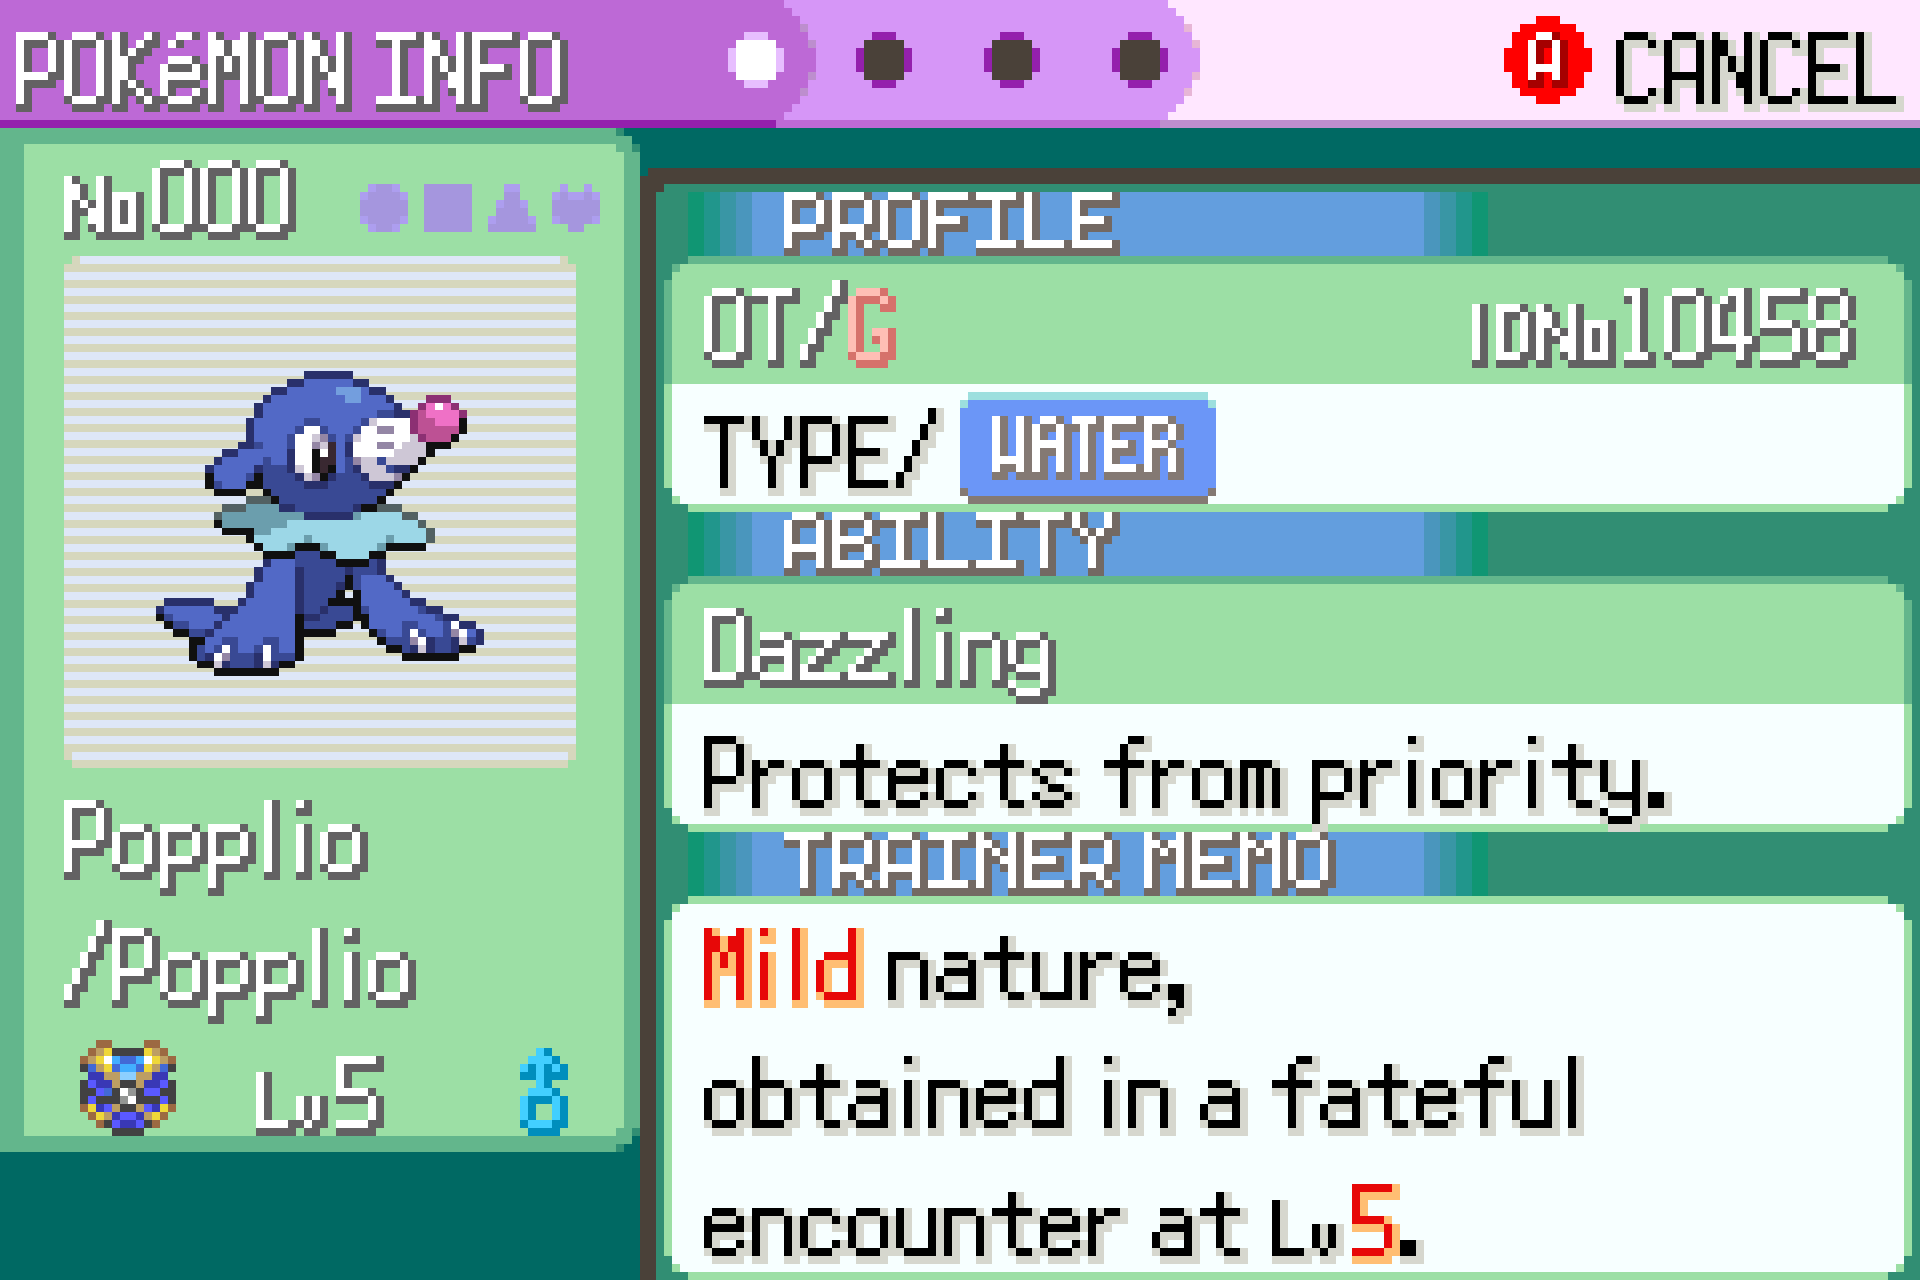 POKéMON INFO
A CANCEL
No000
PROFILE
OT/G IDNo10458
TYPE/ WATER
ABILITY
Dazzling
Protects from priority.
TRAINER MEMO
Mild nature,
obtained in a fateful
encounter at Lv5.
Popplio
/Popplio
Lv5 ♂